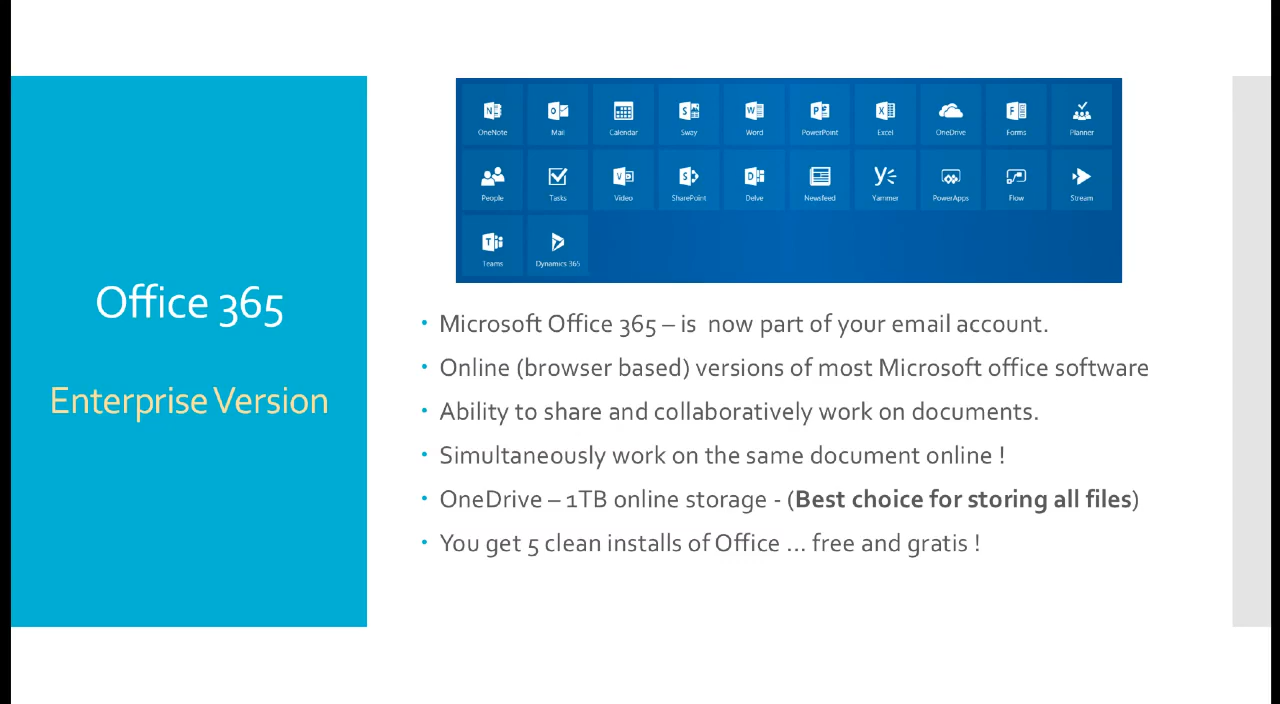 Office 365
Enterprise Version
OneNote Mail Calendar Sway Word PowerPoint Excel OneDrive Forms Planner
People Tasks Video SharePoint Delve Newsfeed Yammer PowerApps Flow Stream
Teams Dynamics 365
• Microsoft Office 365 – is  now part of your email account.
• Online (browser based) versions of most Microsoft office software
• Ability to share and collaboratively work on documents.
• Simultaneously work on the same document online !
• OneDrive – 1TB online storage - (Best choice for storing all files)
• You get 5 clean installs of Office ... free and gratis !